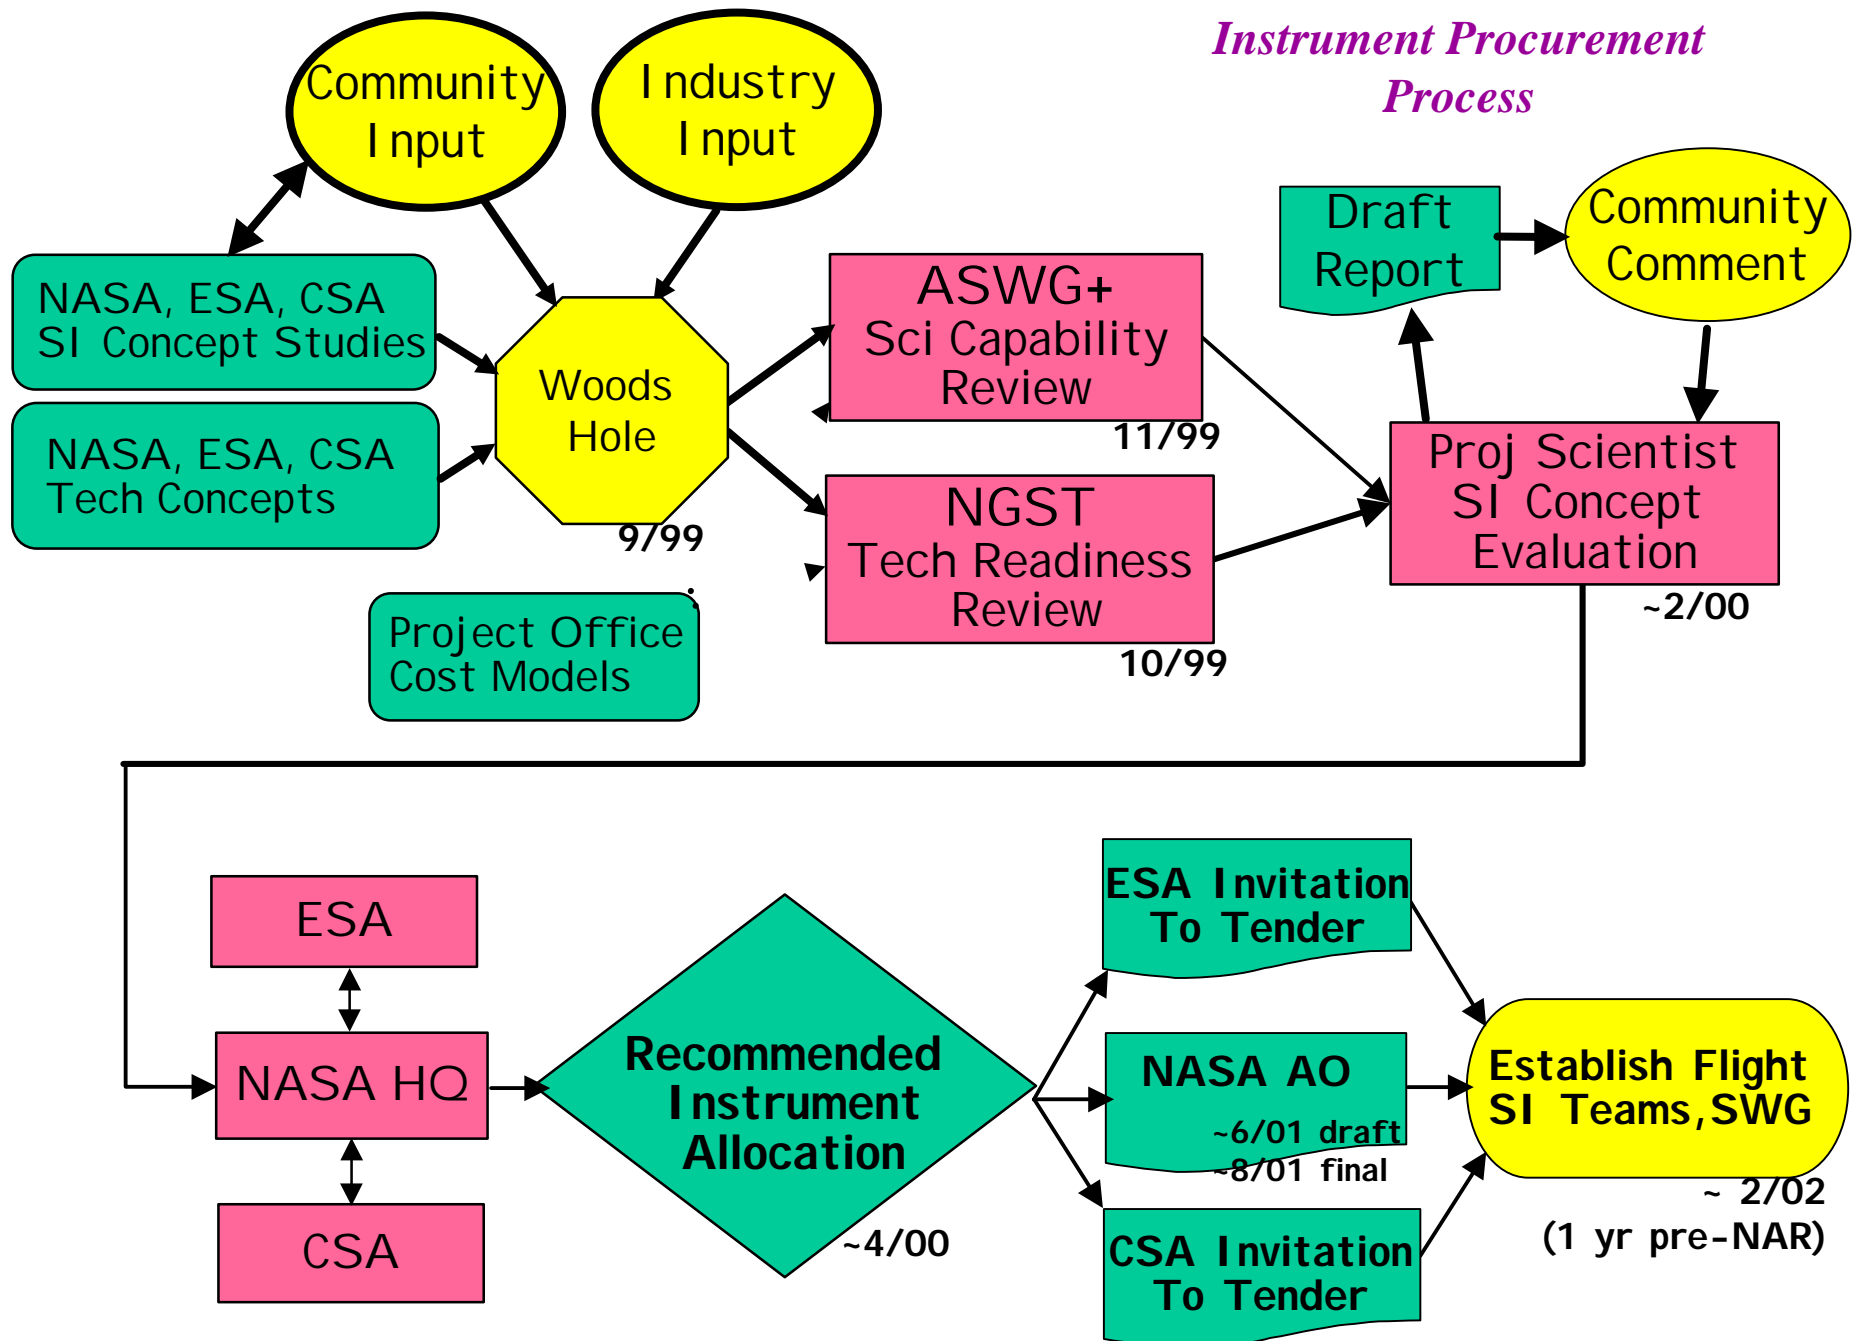 Instrument Procurement
Process
Community
Input
Industry
Input
Draft
Report
Community
Comment
NASA, ESA, CSA
SI Concept Studies
NASA, ESA, CSA
Tech Concepts
Woods
Hole
9/99
ASWG+
Sci Capability
Review
11/99
NGST
Tech Readiness
Review
10/99
Proj Scientist
SI Concept
Evaluation
~2/00
Project Office
Cost Models
ESA
NASA HQ
CSA
Recommended
Instrument
Allocation
~4/00
ESA Invitation
To Tender
NASA AO
~6/01 draft
~8/01 final
CSA Invitation
To Tender
Establish Flight
SI Teams,SWG
~ 2/02
(1 yr pre-NAR)